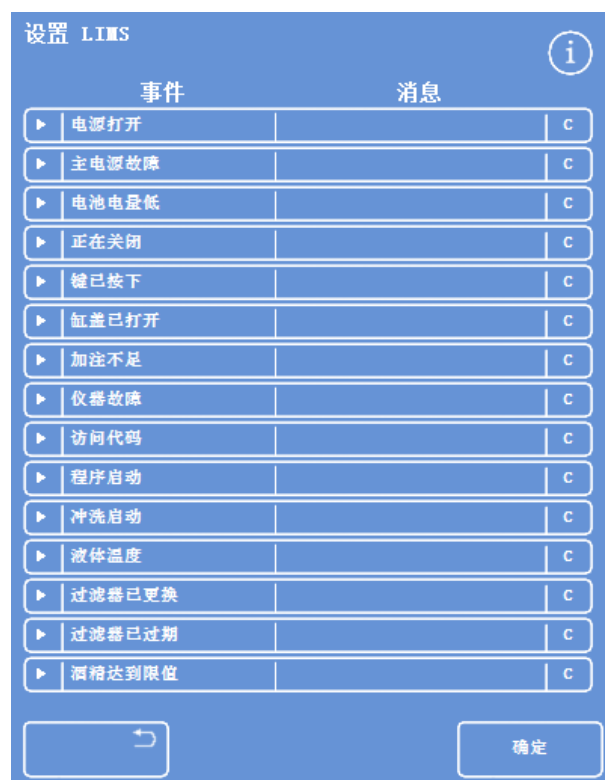 设置 LIMS
i
事件 消息
电源打开 C
主电源故障 C
电池电量低 C
正在关闭 C
键已按下 C
缸盖已打开 C
加注不足 C
仪器故障 C
访问代码 C
程序启动 C
冲洗启动 C
液体温度 C
过滤器已更换 C
过滤器已过期 C
酒精达到限值 C
确定